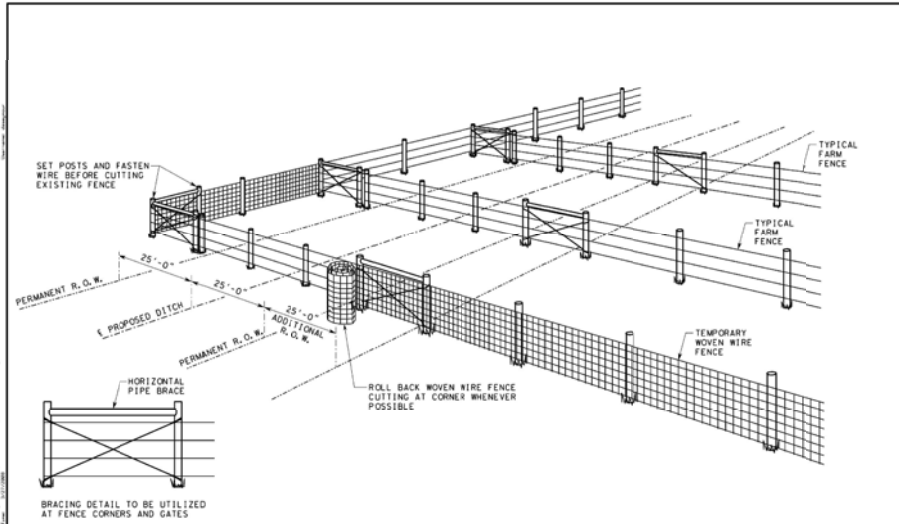 SET POSTS AND FASTEN
WIRE BEFORE CUTTING
EXISTING FENCE
TYPICAL
FARM
FENCE
TYPICAL
FARM
FENCE
25'-0"
25'-0"
25'-0"
PERMANENT R.O.W.
℄ PROPOSED DITCH
PERMANENT R.O.W.
ADDITIONAL
R.O.W.
TEMPORARY
WOVEN WIRE
FENCE
HORIZONTAL
PIPE BRACE
ROLL BACK WOVEN WIRE FENCE
CUTTING AT CORNER WHENEVER
POSSIBLE
BRACING DETAIL TO BE UTILIZED
AT FENCE CORNERS AND GATES